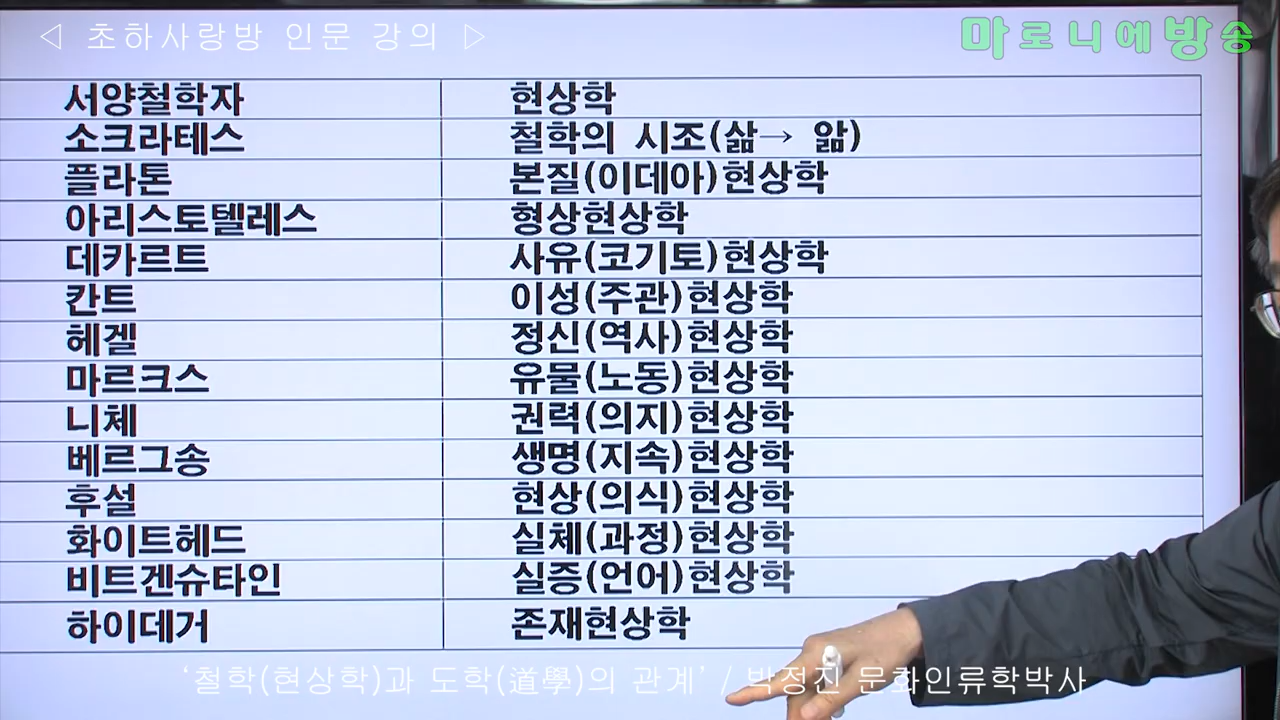 ◁ 초하사랑방 인문 강의 ▷
마로니에방송
서양철학자 현상학
소크라테스 철학의 시조(삶→ 앎)
플라톤 본질(이데아)현상학
아리스토텔레스 형상현상학
데카르트 사유(코기토)현상학
칸트 이성(주관)현상학
헤겔 정신(역사)현상학
마르크스 유물(노동)현상학
니체 권력(의지)현상학
베르그송 생명(지속)현상학
후설 현상(의식)현상학
화이트헤드 실체(과정)현상학
비트겐슈타인 실증(언어)현상학
하이데거 존재현상학
‘철학(현상학)과 도학(道學)의 관계’ / 박정진 문화인류학박사